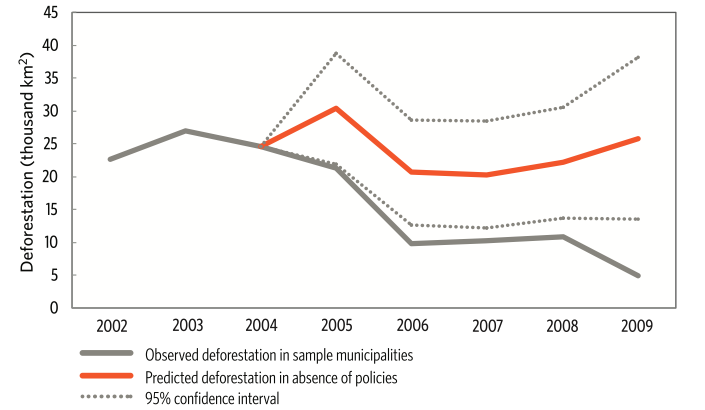 45
40
35
30
25
20
15
10
5
0
Deforestation (thousand km²)
2002 2003 2004 2005 2006 2007 2008 2009
Observed deforestation in sample municipalities
Predicted deforestation in absence of policies
95% confidence interval